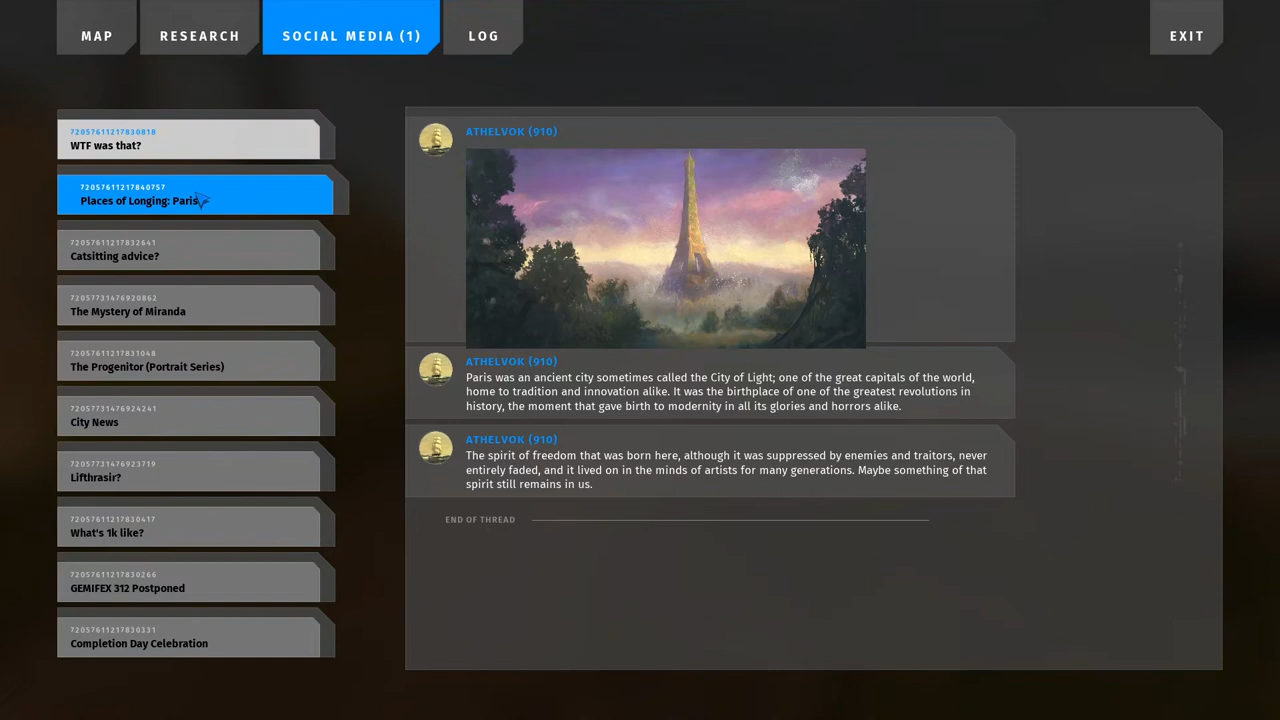 MAP
RESEARCH
SOCIAL MEDIA (1)
LOG
EXIT
72057611217830818
WTF was that?
72057611217840757
Places of Longing: Paris
72057611217832641
Catsitting advice?
72057731476920862
The Mystery of Miranda
72057611217831048
The Progenitor (Portrait Series)
72057731476924241
City News
72057731476923719
Lifthrasir?
72057611217830417
What's 1k like?
72057611217830266
GEMIFEX 312 Postponed
72057611217830331
Completion Day Celebration
ATHELVOK (910)
ATHELVOK (910)
Paris was an ancient city sometimes called the City of Light; one of the great capitals of the world,
home to tradition and innovation alike. It was the birthplace of one of the greatest revolutions in
history, the moment that gave birth to modernity in all its glories and horrors alike.
ATHELVOK (910)
The spirit of freedom that was born here, although it was suppressed by enemies and traitors, never
entirely faded, and it lived on in the minds of artists for many generations. Maybe something of that
spirit still remains in us.
END OF THREAD